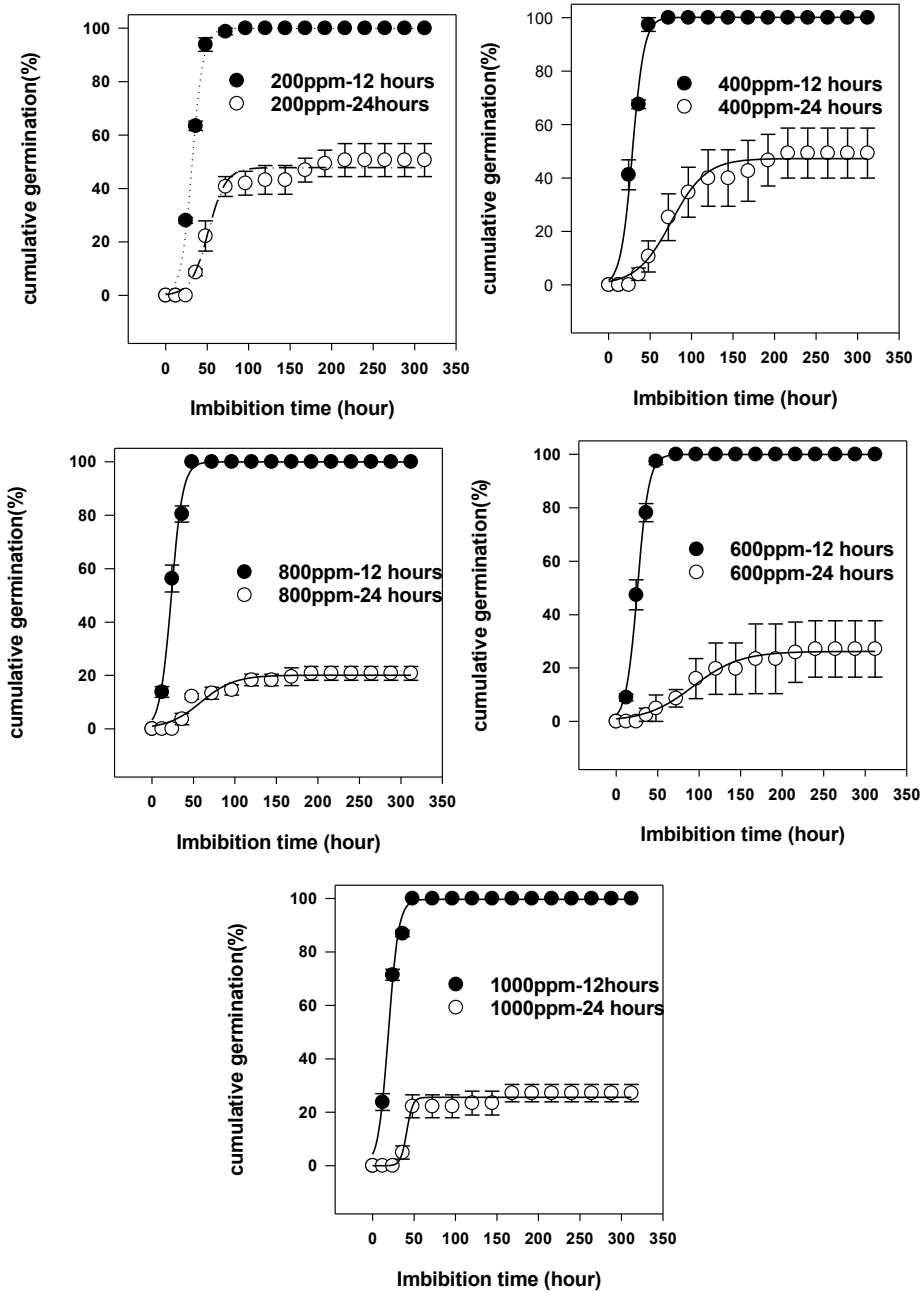 cumulative germination(%)
100
80
60
40
20
0
200ppm-12 hours
200ppm-24hours
0 50 100 150 200 250 300 350
Imbibition time (hour)
cumulative germination(%)
100
80
60
40
20
0
400ppm-12 hours
400ppm-24 hours
0 50 100 150 200 250 300 350
Imbibition time (hour)
cumulative germination(%)
100
80
60
40
20
0
800ppm-12 hours
800ppm-24 hours
0 50 100 150 200 250 300 350
Imbibition time (hour)
cumulative germination(%)
100
80
60
40
20
0
600ppm-12 hours
600ppm-24 hours
0 50 100 150 200 250 300 350
Imbibition time (hour)
cumulative germination(%)
100
80
60
40
20
0
1000ppm-12hours
1000ppm-24 hours
0 50 100 150 200 250 300 350
Imbibition time (hour)